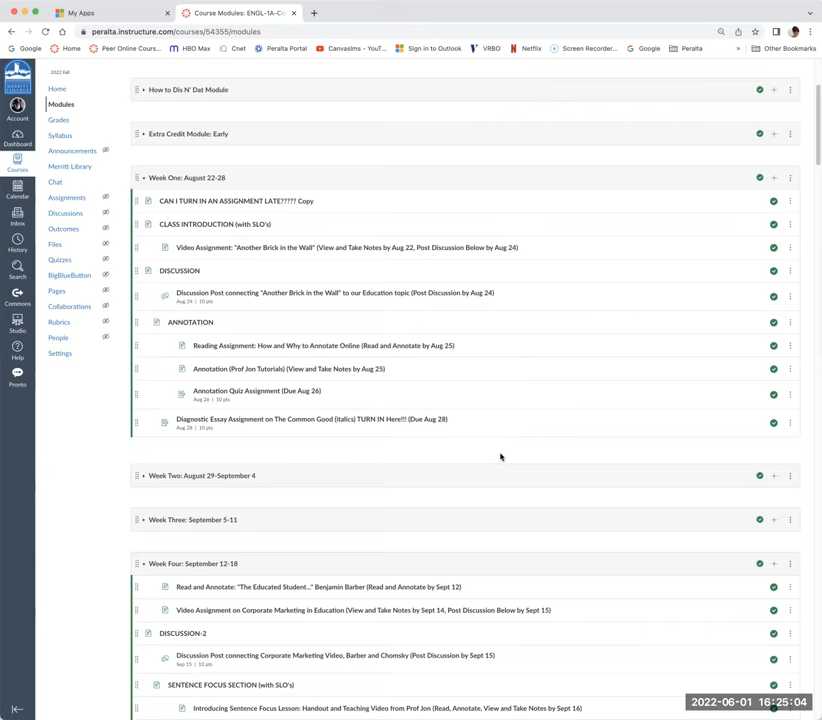 My Apps
Course Modules: ENGL-1A-Co
peralta.instructure.com/courses/54355/modules
Google
Home
Peer Online Cours...
HBO Max
Cnet
Peralta Portal
CanvasIms - YouT...
Sign in to Outlook
VRBO
Netflix
Screen Recorder...
Google
Peralta
»
Other Bookmarks
MERRITT COLLEGE
Account
Dashboard
Courses
Calendar
Inbox
History
Search
Commons
Studio
Help
Pronto
2022 Fall
Home
Modules
Grades
Syllabus
Announcements
Merritt Library
Chat
Assignments
Discussions
Outcomes
Files
Quizzes
BigBlueButton
Pages
Collaborations
Rubrics
People
Settings
How to Dis N' Dat Module
Extra Credit Module: Early
Week One: August 22-28
CAN I TURN IN AN ASSIGNMENT LATE????? Copy
CLASS INTRODUCTION (with SLO's)
Video Assignment: "Another Brick in the Wall" (View and Take Notes by Aug 22, Post Discussion Below by Aug 24)
DISCUSSION
Discussion Post connecting "Another Brick in the Wall" to our Education topic (Post Discussion by Aug 24)
Aug 24 | 10 pts
ANNOTATION
Reading Assignment: How and Why to Annotate Online (Read and Annotate by Aug 25)
Annotation (Prof Jon Tutorials) (View and Take Notes by Aug 25)
Annotation Quiz Assignment (Due Aug 26)
Aug 26 | 10 pts
Diagnostic Essay Assignment on The Common Good (italics) TURN IN Here!!! (Due Aug 28)
Aug 28 | 10 pts
Week Two: August 29-September 4
Week Three: September 5-11
Week Four: September 12-18
Read and Annotate: "The Educated Student..." Benjamin Barber (Read and Annotate by Sept 12)
Video Assignment on Corporate Marketing in Education (View and Take Notes by Sept 14, Post Discussion Below by Sept 15)
DISCUSSION-2
Discussion Post connecting Corporate Marketing Video, Barber and Chomsky (Post Discussion by Sept 15)
Sep 15 | 10 pts
SENTENCE FOCUS SECTION (with SLO's)
Introducing Sentence Focus Lesson: Handout and Teaching Video from Prof Jon (Read, Annotate, View and Take Notes by Sept 16)
2022-06-01 16:25:04